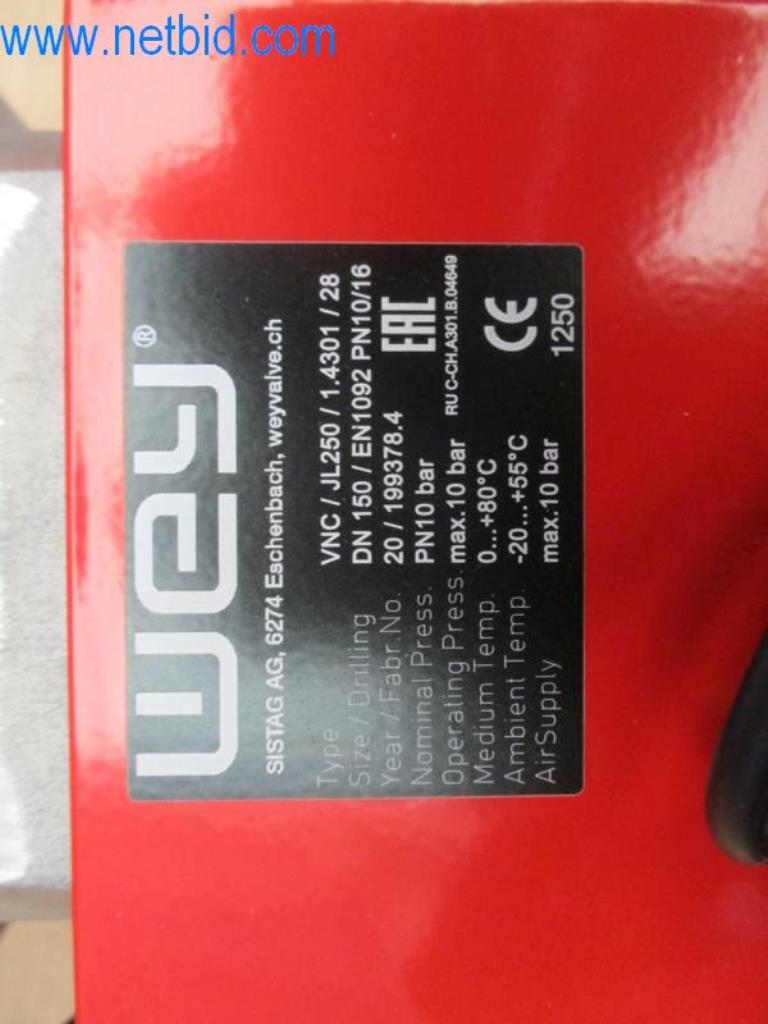 www.netbid.com
wey®
SISTAG AG, 6274 Eschenbach, weyvalve.ch
Type VNC / JL250 / 1.4301 / 28
Size / Drilling DN 150 / EN1092 PN10/16
Year / Fabr.No. 20 / 199378.4
Nominal Press. PN10 bar
EAC
Operating Press. max.10 bar
RU C-CH.A301.B.04649
Medium Temp. 0...+80°C
Ambient Temp. -20...+55°C
CE
Air Supply max.10 bar
1250